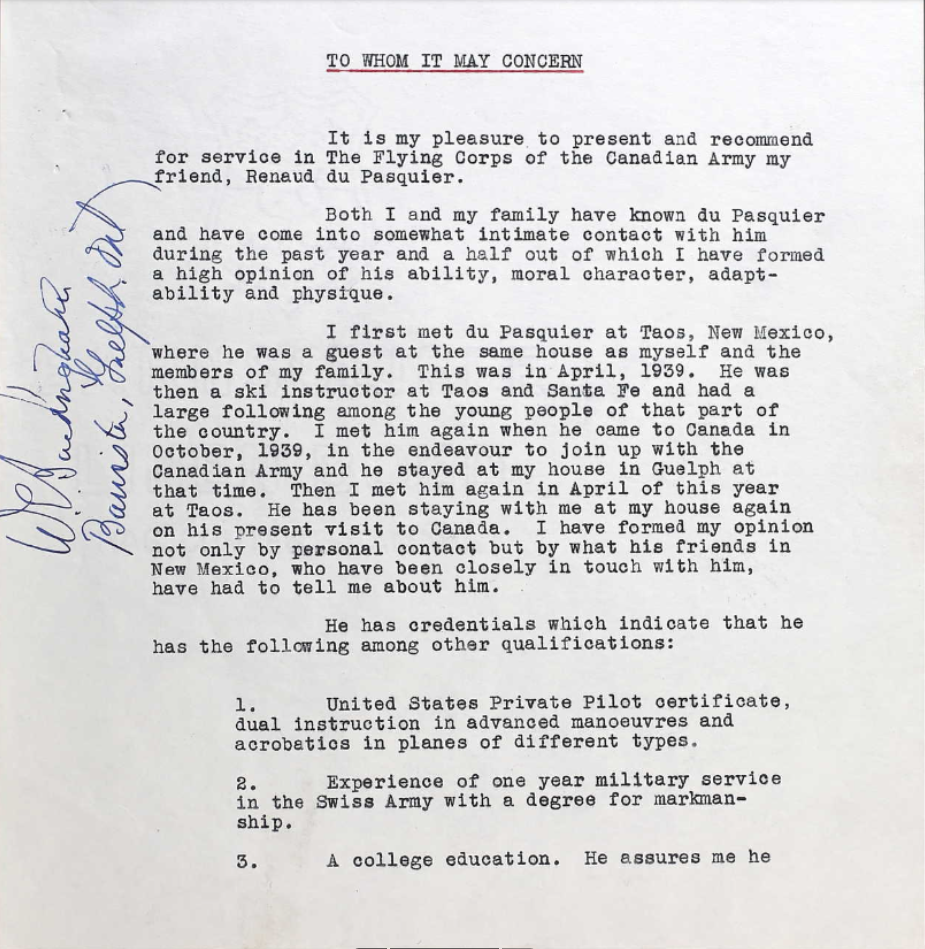 TO WHOM IT MAY CONCERN
It is my pleasure to present and recommend
for service in The Flying Corps of the Canadian Army my
friend, Renaud du Pasquier.
Both I and my family have known du Pasquier
and have come into somewhat intimate contact with him
during the past year and a half out of which I have formed
a high opinion of his ability, moral character, adapt-
ability and physique.
I first met du Pasquier at Taos, New Mexico,
where he was a guest at the same house as myself and the
members of my family. This was in April, 1939. He was
then a ski instructor at Taos and Santa Fe and had a
large following among the young people of that part of
the country. I met him again when he came to Canada in
October, 1939, in the endeavour to join up with the
Canadian Army and he stayed at my house in Guelph at
that time. Then I met him again in April of this year
at Taos. He has been staying with me at my house again
on his present visit to Canada. I have formed my opinion
not only by personal contact but by what his friends in
New Mexico, who have been closely in touch with him,
have had to tell me about him.
He has credentials which indicate that he
has the following among other qualifications:
1. United States Private Pilot certificate,
dual instruction in advanced manoeuvres and
acrobatics in planes of different types.
2. Experience of one year military service
in the Swiss Army with a degree for markman-
ship.
3. A college education. He assures me he
Barrister, Guelph Ont